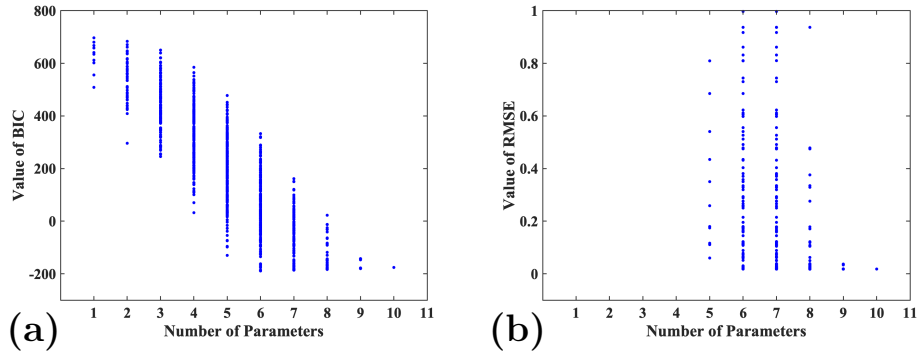 800
600
400
200
0
-200
Value of BIC
1 2 3 4 5 6 7 8 9 10 11
Number of Parameters
(a)
1
0.8
0.6
0.4
0.2
0
Value of RMSE
1 2 3 4 5 6 7 8 9 10 11
Number of Parameters
(b)